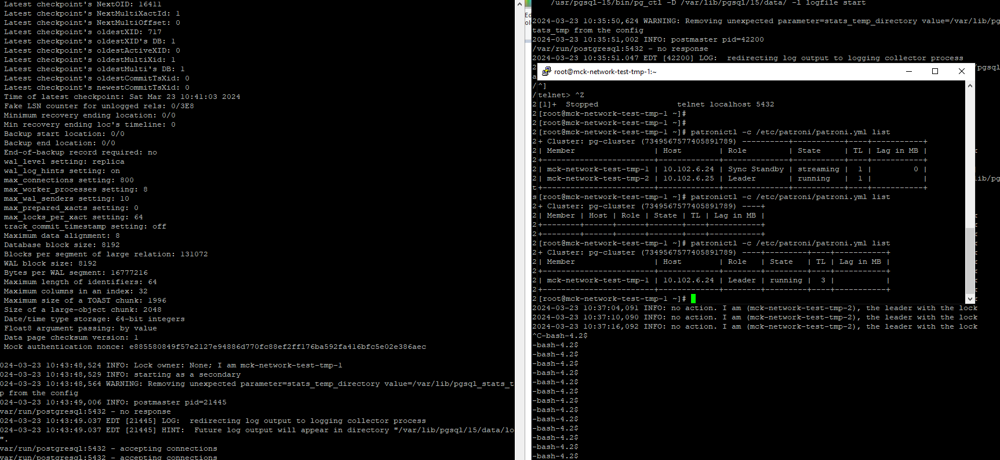 Latest checkpoint's NextOID: 16411
Latest checkpoint's NextMultiXactId: 1
Latest checkpoint's NextMultiOffset: 0
Latest checkpoint's oldestXID: 717
Latest checkpoint's oldestXID's DB: 1
Latest checkpoint's oldestActiveXID: 0
Latest checkpoint's oldestMultiXid: 1
Latest checkpoint's oldestMulti's DB: 1
Latest checkpoint's oldestCommitTsXid: 0
Latest checkpoint's newestCommitTsXid: 0
Time of latest checkpoint: Sat Mar 23 10:41:03 2024
Fake LSN counter for unlogged rels: 0/3E8
Minimum recovery ending location: 0/0
Min recovery ending loc's timeline: 0
Backup start location: 0/0
Backup end location: 0/0
End-of-backup record required: no
wal_level setting: replica
wal_log_hints setting: on
max_connections setting: 800
max_worker_processes setting: 8
max_wal_senders setting: 10
max_prepared_xacts setting: 0
max_locks_per_xact setting: 64
track_commit_timestamp setting: off
Maximum data alignment: 8
Database block size: 8192
Blocks per segment of large relation: 131072
WAL block size: 8192
Bytes per WAL segment: 16777216
Maximum length of identifiers: 64
Maximum columns in an index: 32
Maximum size of a TOAST chunk: 1996
Size of a large-object chunk: 2048
Date/time type storage: 64-bit integers
Float8 argument passing: by value
Data page checksum version: 1
Mock authentication nonce: e885580849f57e2127e94886d770fc88ef2ff176ba592fa416bfc5e02e386aec
024-03-23 10:43:48,524 INFO: Lock owner: None; I am mck-network-test-tmp-1
024-03-23 10:43:48,529 INFO: starting as a secondary
024-03-23 10:43:48,564 WARNING: Removing unexpected parameter=stats_temp_directory value=/var/lib/pgsql_stats_t
p from the config
024-03-23 10:43:49,006 INFO: postmaster pid=21445
var/run/postgresql:5432 - no response
024-03-23 10:43:49.037 EDT [21445] LOG:  redirecting log output to logging collector process
024-03-23 10:43:49.037 EDT [21445] HINT:  Future log output will appear in directory "/var/lib/pgsql/15/data/lo
".
var/run/postgresql:5432 - accepting connections
var/run/postgresql:5432 - accepting connections
/usr/pgsql-15/bin/pg_ctl -D /var/lib/pgsql/15/data/ -l logfile start
2024-03-23 10:35:50,624 WARNING: Removing unexpected parameter=stats_temp_directory value=/var/lib/pg
tats_tmp from the config
2024-03-23 10:35:51,002 INFO: postmaster pid=42200
/var/run/postgresql:5432 - no response
2024-03-23 10:35:51.047 EDT [42200] LOG:  redirecting log output to logging collector process
root@mck-network-test-tmp-1:~
^]
telnet> ^Z
[1]+  Stopped                 telnet localhost 5432
[root@mck-network-test-tmp-1 ~]#
[root@mck-network-test-tmp-1 ~]#
[root@mck-network-test-tmp-1 ~]# patronictl -c /etc/patroni/patroni.yml list
+ Cluster: pg-cluster (7349567577405891789) ----------+-----------+----+-----------+
| Member                 | Host        | Role         | State     | TL | Lag in MB |
+------------------------+-------------+--------------+-----------+----+-----------+
| mck-network-test-tmp-1 | 10.102.6.24 | Sync Standby | streaming |  1 |         0 |
| mck-network-test-tmp-2 | 10.102.6.25 | Leader       | running   |  1 |           |
+------------------------+-------------+--------------+-----------+----+-----------+
[root@mck-network-test-tmp-1 ~]# patronictl -c /etc/patroni/patroni.yml list
+ Cluster: pg-cluster (7349567577405891789) ----+
| Member | Host | Role | State | TL | Lag in MB |
+--------+------+------+-------+----+-----------+
+--------+------+------+-------+----+-----------+
[root@mck-network-test-tmp-1 ~]# patronictl -c /etc/patroni/patroni.yml list
+ Cluster: pg-cluster (7349567577405891789) ----+---------+----+-----------+
| Member                 | Host        | Role   | State   | TL | Lag in MB |
+------------------------+-------------+--------+---------+----+-----------+
| mck-network-test-tmp-1 | 10.102.6.24 | Leader | running |  3 |           |
+------------------------+-------------+--------+---------+----+-----------+
[root@mck-network-test-tmp-1 ~]#
2024-03-23 10:37:04,091 INFO: no action. I am (mck-network-test-tmp-2), the leader with the lock
2024-03-23 10:37:10,090 INFO: no action. I am (mck-network-test-tmp-2), the leader with the lock
2024-03-23 10:37:16,092 INFO: no action. I am (mck-network-test-tmp-2), the leader with the lock
^C-bash-4.2$
-bash-4.2$
-bash-4.2$
-bash-4.2$
-bash-4.2$
-bash-4.2$
-bash-4.2$
-bash-4.2$
-bash-4.2$
-bash-4.2$
-bash-4.2$
-bash-4.2$
-bash-4.2$
-bash-4.2$